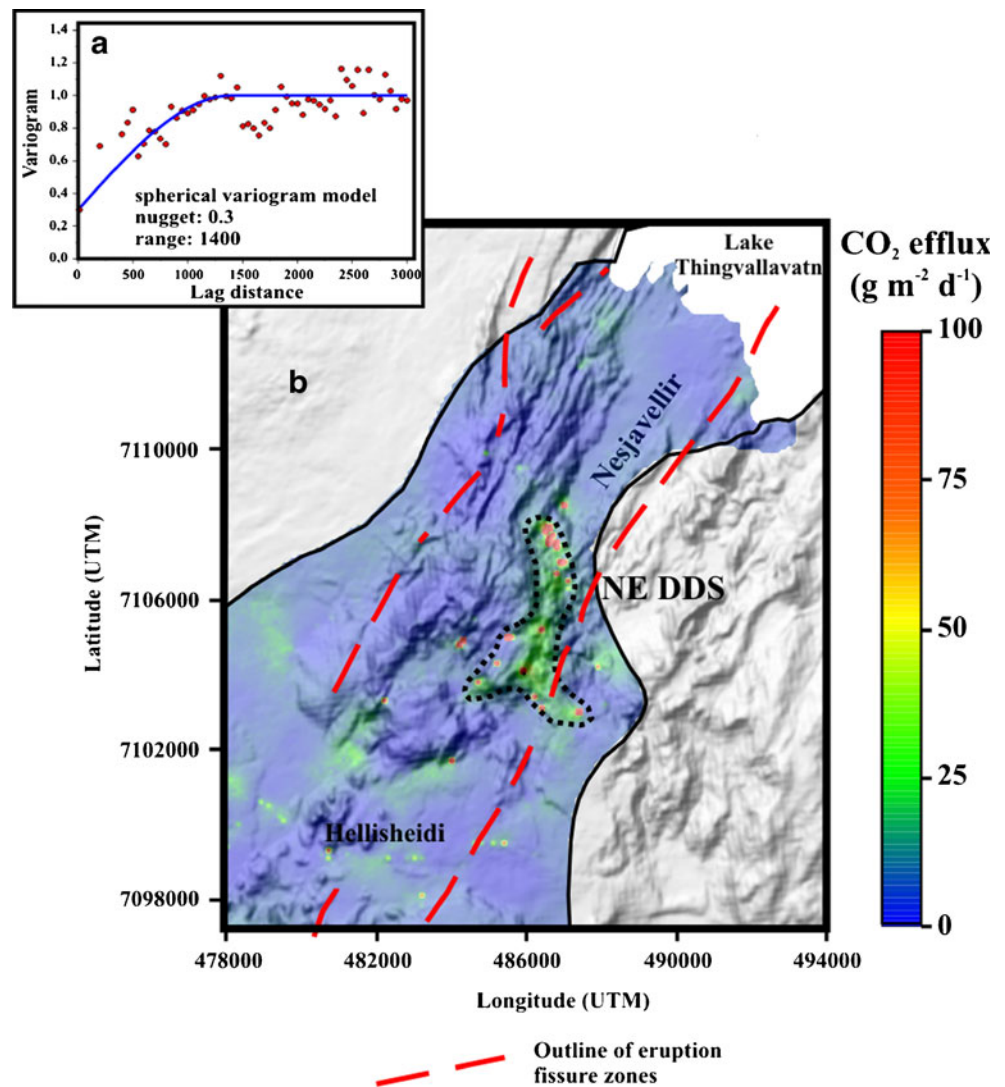 a
1.4
1.2
1.0
0.8
0.6
0.4
0.2
0.0
Variogram
spherical variogram model
nugget: 0.3
range: 1400
0 500 1000 1500 2000 2500 3000
Lag distance
b
Lake
Thingvallavatn
CO₂ efflux
(g m⁻² d⁻¹)
100
75
50
25
0
Nesjavellir
NE DDS
Hellisheidi
7110000
7106000
7102000
7098000
Latitude (UTM)
478000 482000 486000 490000 494000
Longitude (UTM)
Outline of eruption
fissure zones